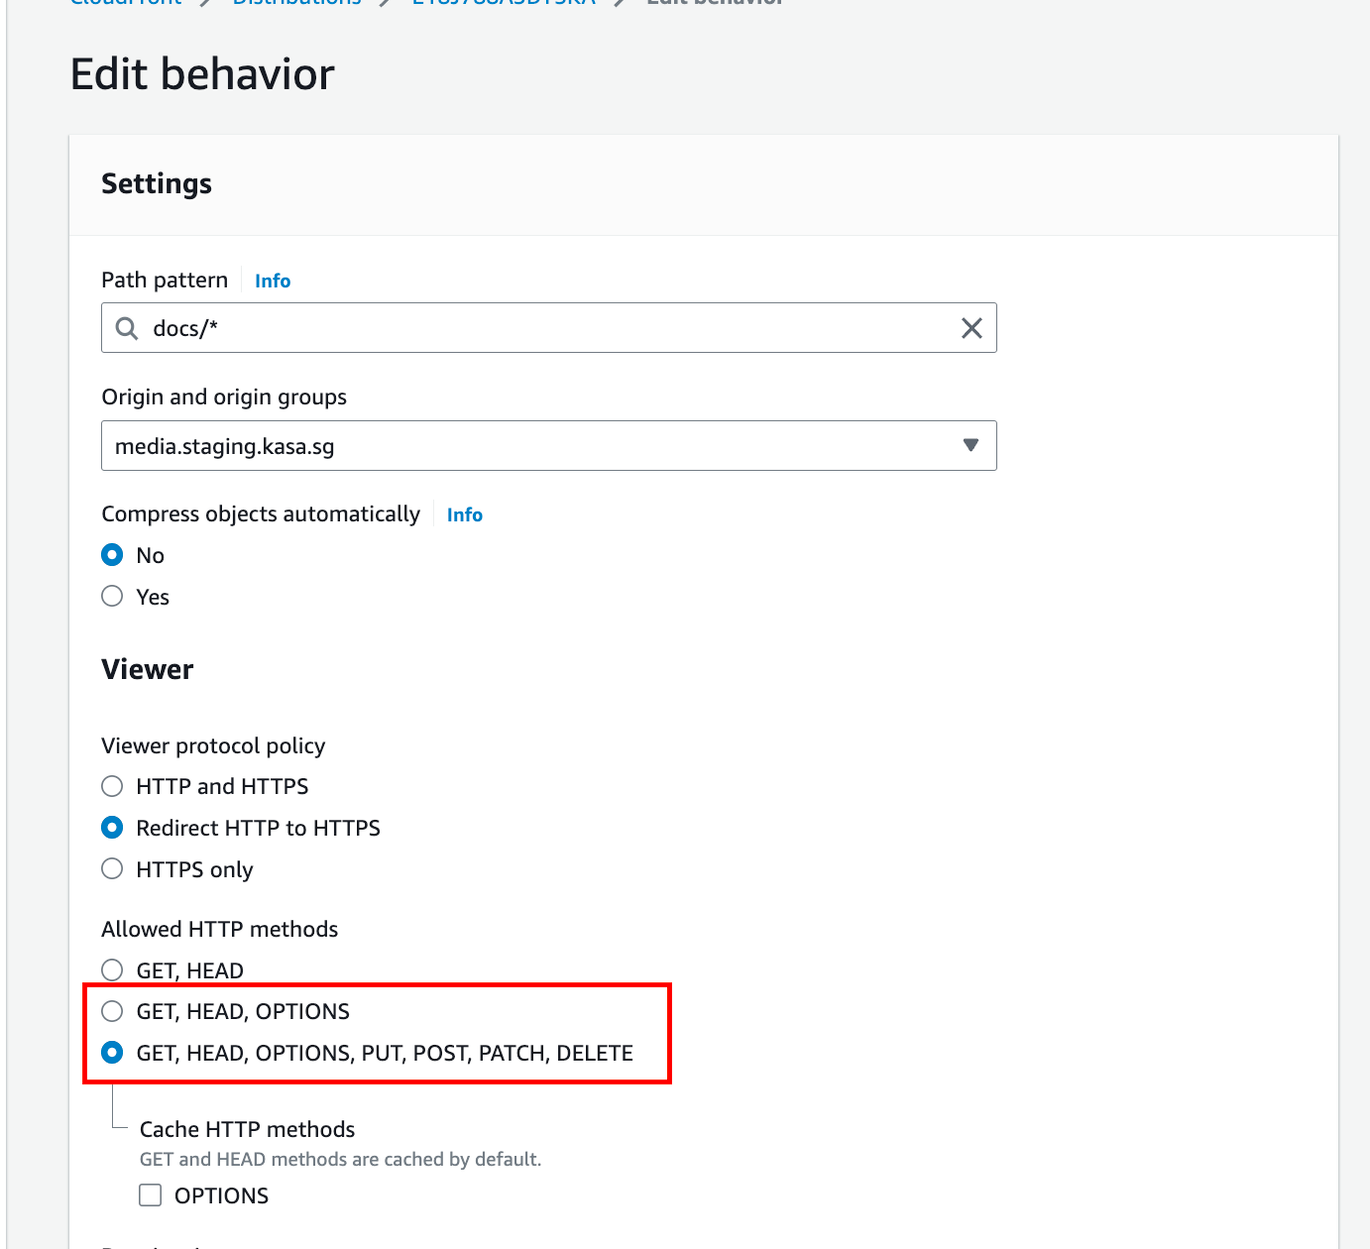 CloudFront > Distributions > > Edit behavior
Edit behavior
Settings
Path pattern Info
docs/*
Origin and origin groups
media.staging.kasa.sg
Compress objects automatically Info
No
Yes
Viewer
Viewer protocol policy
HTTP and HTTPS
Redirect HTTP to HTTPS
HTTPS only
Allowed HTTP methods
GET, HEAD
GET, HEAD, OPTIONS
GET, HEAD, OPTIONS, PUT, POST, PATCH, DELETE
Cache HTTP methods
GET and HEAD methods are cached by default.
OPTIONS